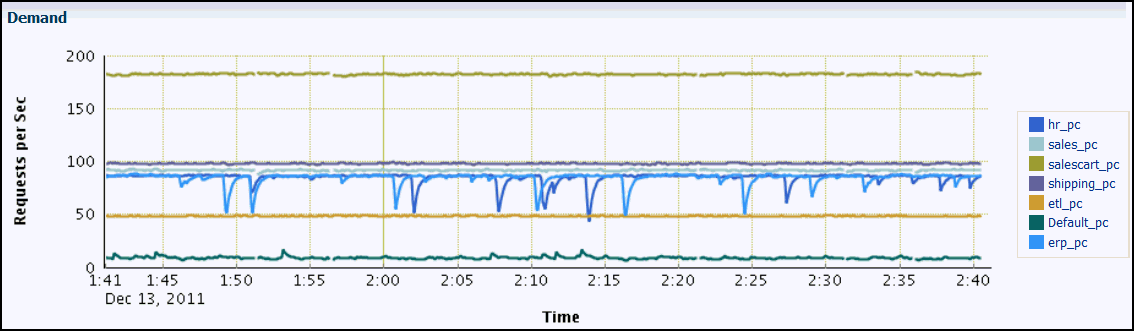 Demand
Requests per Sec
200
150
100
50
0
1:41 1:45 1:50 1:55 2:00 2:05 2:10 2:15 2:20 2:25 2:30 2:35 2:40
Dec 13, 2011
Time
hr_pc
sales_pc
salescart_pc
shipping_pc
etl_pc
Default_pc
erp_pc